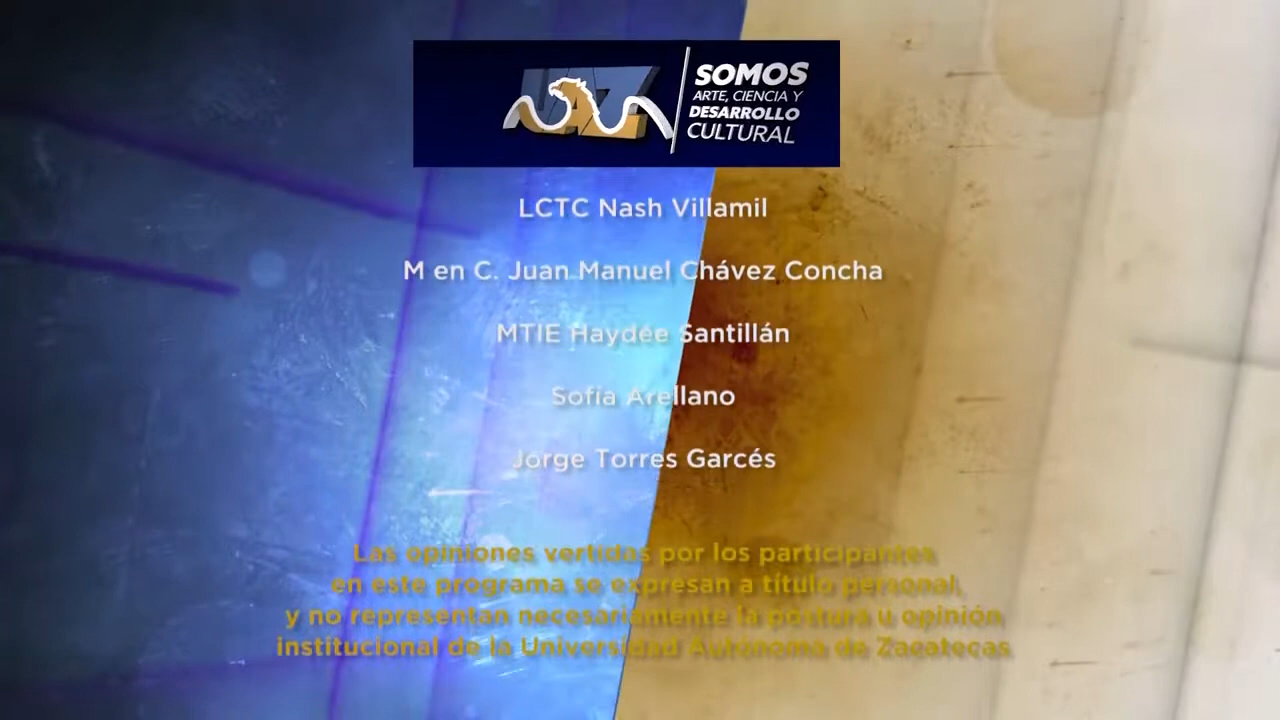 UAZ
SOMOS
ARTE, CIENCIA Y
DESARROLLO
CULTURAL
LCTC Nash Villamil
M en C. Juan Manuel Chávez Concha
MTIE Haydée Santillán
Sofía Arellano
Jorge Torres Garcés
Las opiniones vertidas por los participantes
en este programa se expresan a título personal,
y no representan necesariamente la postura u opinión
institucional de la Universidad Autónoma de Zacatecas